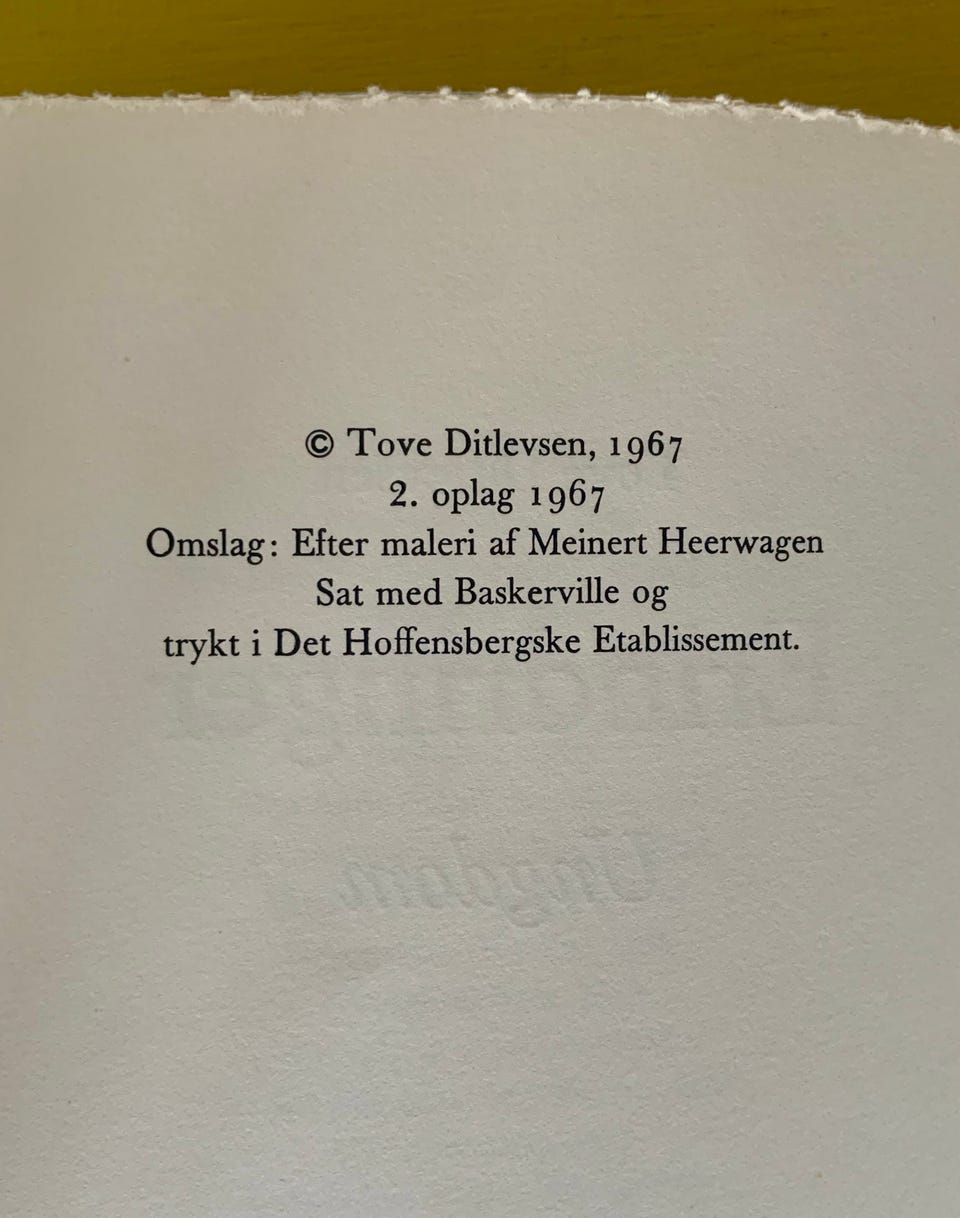 © Tove Ditlevsen, 1967
2. oplag 1967
Omslag: Efter maleri af Meinert Heerwagen
Sat med Baskerville og
trykt i Det Hoffensbergske Etablissement.
Ungdom